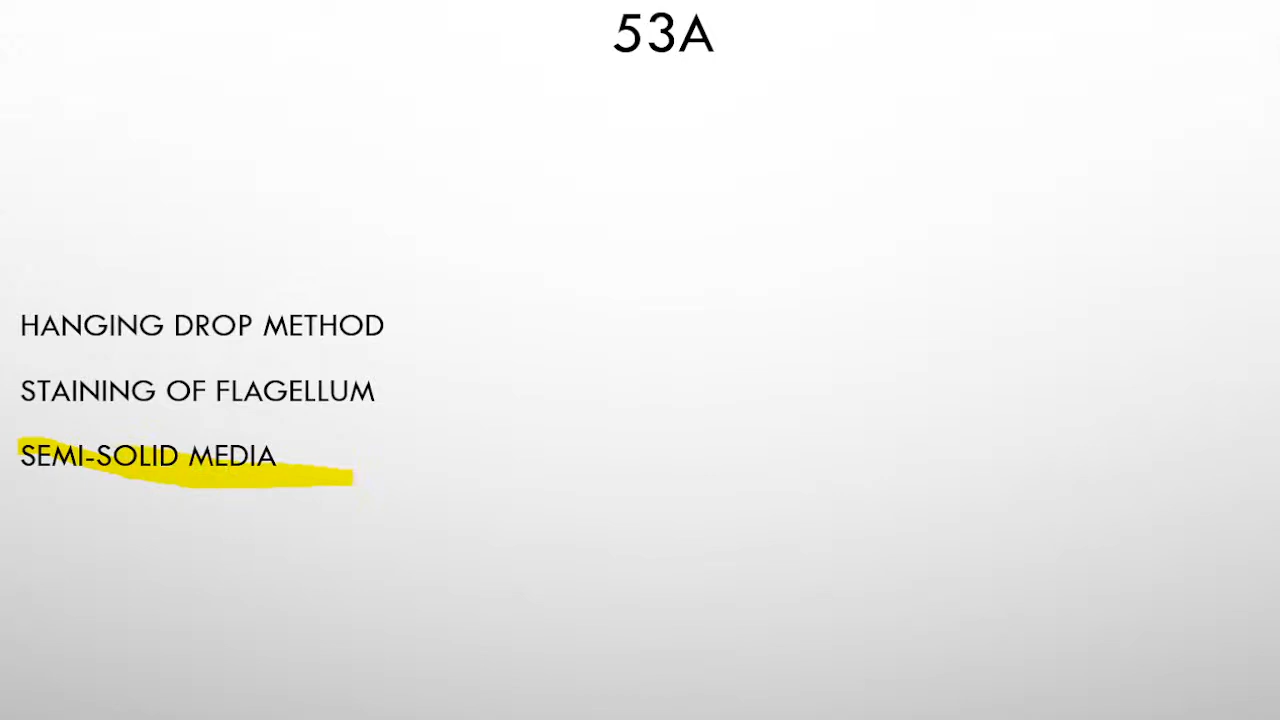 53A
HANGING DROP METHOD
STAINING OF FLAGELLUM
SEMI-SOLID MEDIA